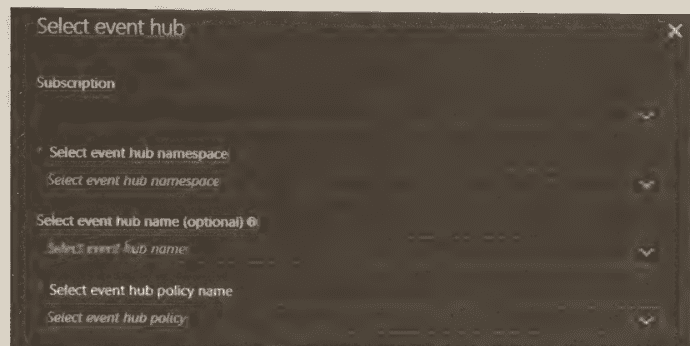 Select event hub
Subscription
* Select event hub namespace
Select event hub namespace
Select event hub name (optional)
Select event hub name
* Select event hub policy name
Select event hub policy